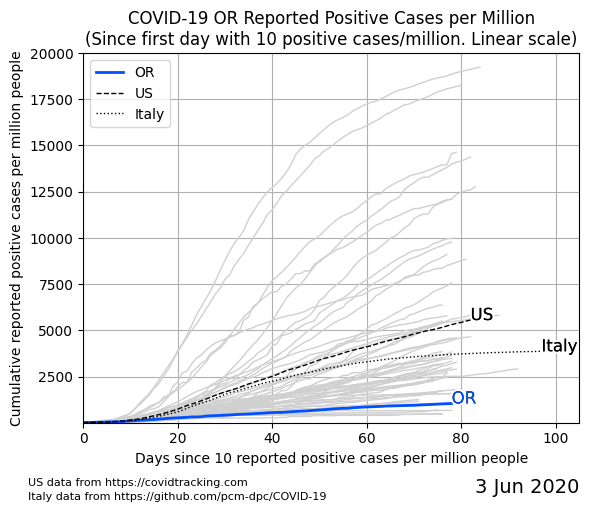 COVID-19 OR Reported Positive Cases per Million
(Since first day with 10 positive cases/million. Linear scale)
Cumulative reported positive cases per million people
20000
17500
15000
12500
10000
7500
5000
2500
OR
US
Italy
US
Italy
OR
0
20
40
60
80
100
Days since 10 reported positive cases per million people
US data from https://covidtracking.com
Italy data from https://github.com/pcm-dpc/COVID-19
3 Jun 2020